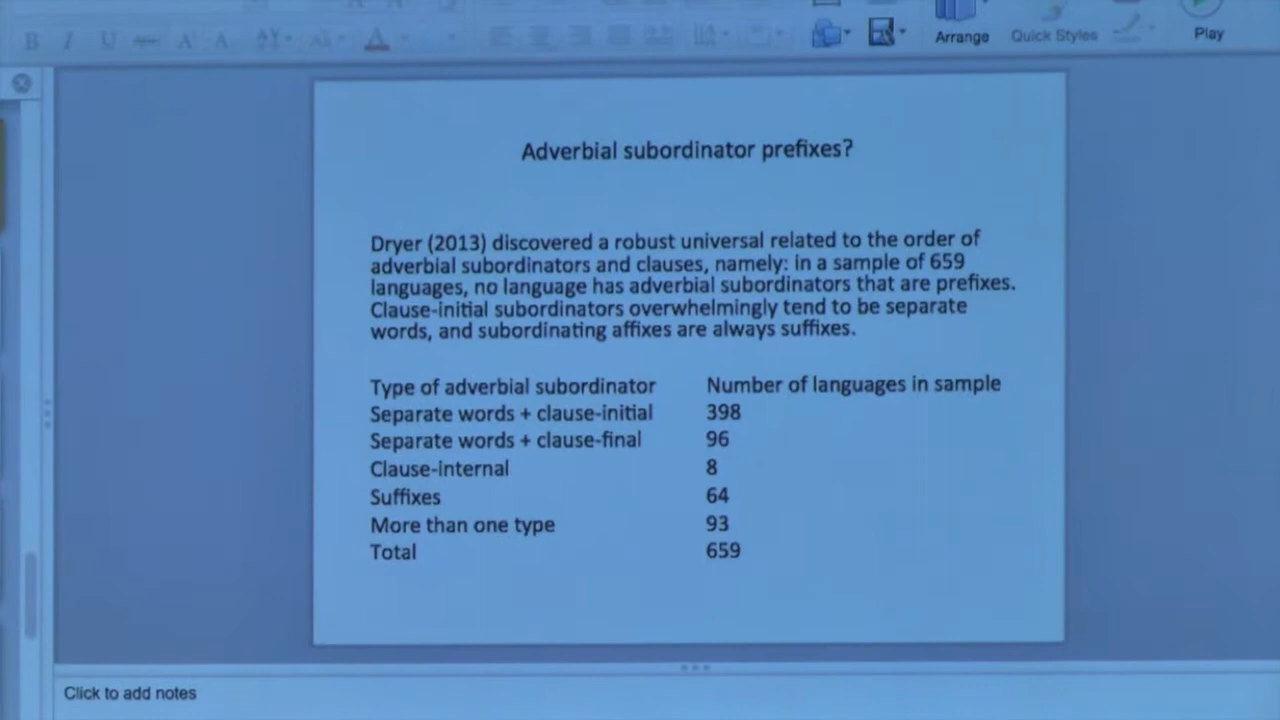 B I U
Arrange
Quick Styles
Play
Adverbial subordinator prefixes?
Dryer (2013) discovered a robust universal related to the order of
adverbial subordinators and clauses, namely: in a sample of 659
languages, no language has adverbial subordinators that are prefixes.
Clause-initial subordinators overwhelmingly tend to be separate
words, and subordinating affixes are always suffixes.
Type of adverbial subordinator Number of languages in sample
Separate words + clause-initial 398
Separate words + clause-final 96
Clause-internal 8
Suffixes 64
More than one type 93
Total 659
Click to add notes